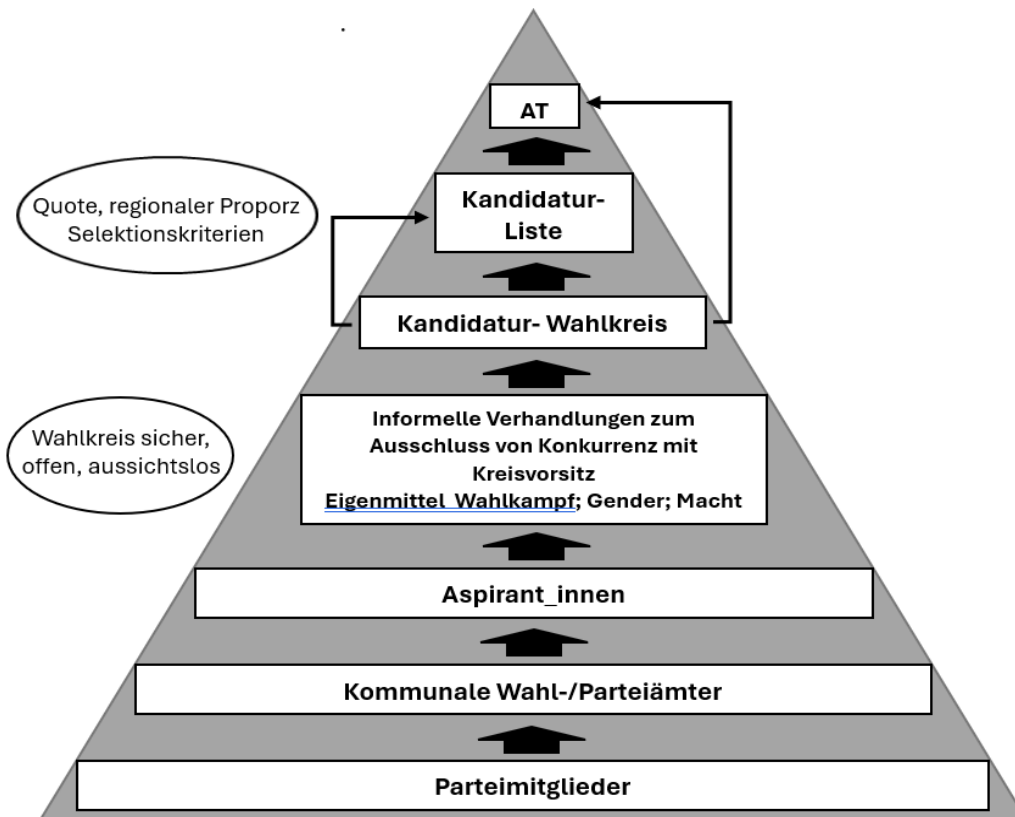 AT
Kandidatur-
Liste
Quote, regionaler Proporz
Selektionskriterien
Kandidatur- Wahlkreis
Informelle Verhandlungen zum
Ausschluss von Konkurrenz mit
Kreisvorsitz
Eigenmittel Wahlkampf; Gender; Macht
Wahlkreis sicher,
offen, aussichtslos
Aspirant_innen
Kommunale Wahl-/Parteiämter
Parteimitglieder